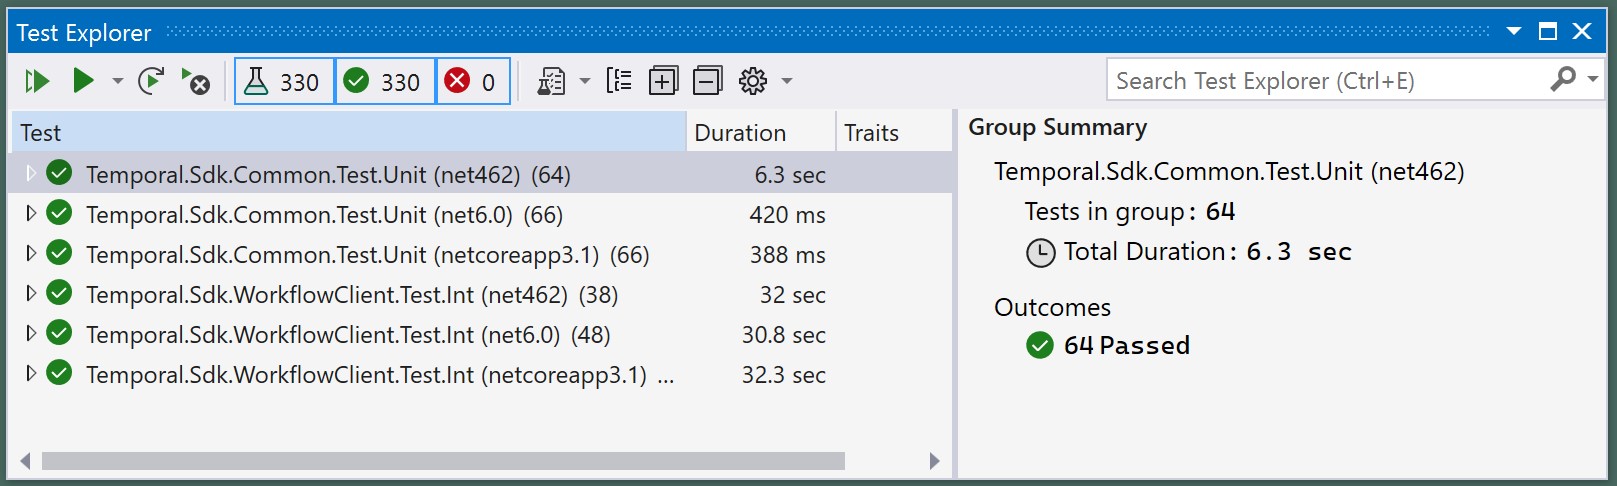 Test Explorer
330 330 0
Search Test Explorer (Ctrl+E)
Test Duration Traits
Temporal.Sdk.Common.Test.Unit (net462) (64) 6.3 sec
Temporal.Sdk.Common.Test.Unit (net6.0) (66) 420 ms
Temporal.Sdk.Common.Test.Unit (netcoreapp3.1) (66) 388 ms
Temporal.Sdk.WorkflowClient.Test.Int (net462) (38) 32 sec
Temporal.Sdk.WorkflowClient.Test.Int (net6.0) (48) 30.8 sec
Temporal.Sdk.WorkflowClient.Test.Int (netcoreapp3.1) ... 32.3 sec
Group Summary
Temporal.Sdk.Common.Test.Unit (net462)
Tests in group: 64
Total Duration: 6.3 sec
Outcomes
64 Passed